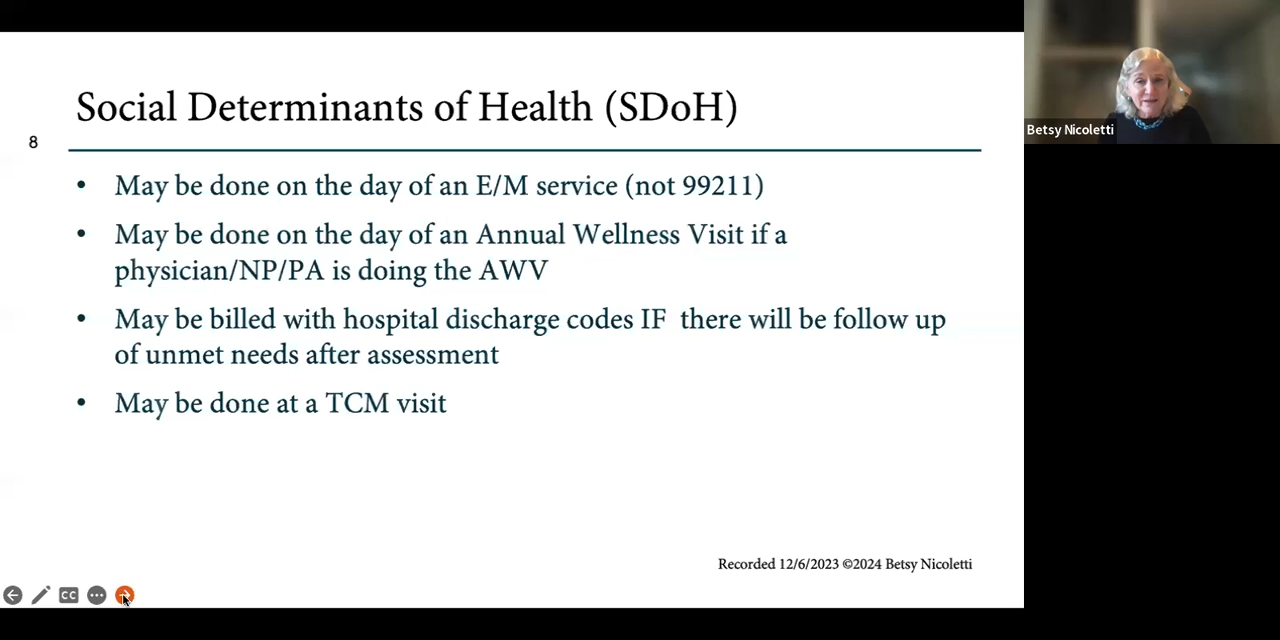 Social Determinants of Health (SDoH)
8
• May be done on the day of an E/M service (not 99211)
• May be done on the day of an Annual Wellness Visit if a
physician/NP/PA is doing the AWV
• May be billed with hospital discharge codes IF  there will be follow up
of unmet needs after assessment
• May be done at a TCM visit
Recorded 12/6/2023 ©2024 Betsy Nicoletti
CC
Betsy Nicoletti